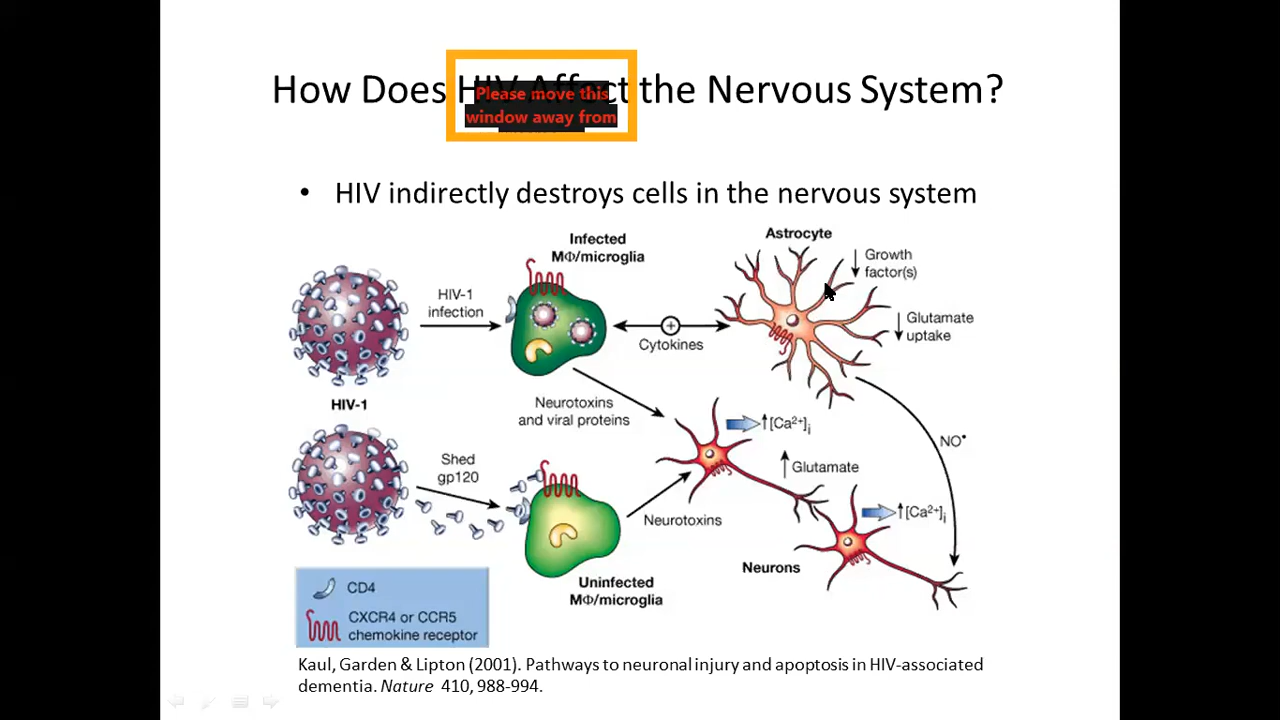 How Does HIV Affect the Nervous System?
Please move this
window away from
• HIV indirectly destroys cells in the nervous system
Infected
MΦ/microglia
Astrocyte
↓ Growth
factor(s)
HIV-1
infection
↓ Glutamate
uptake
+
Cytokines
HIV-1
Neurotoxins
and viral proteins
↑[Ca²⁺]i
NO•
Shed
gp120
↑ Glutamate
↑[Ca²⁺]i
Neurotoxins
Neurons
Uninfected
MΦ/microglia
CD4
CXCR4 or CCR5
chemokine receptor
Kaul, Garden & Lipton (2001). Pathways to neuronal injury and apoptosis in HIV-associated
dementia. Nature 410, 988-994.